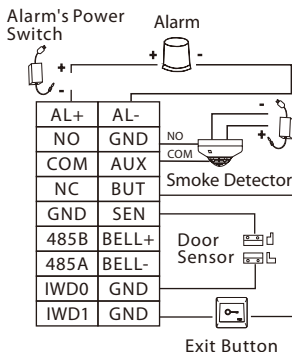 Alarm's Power
Switch
Alarm
+ -
+
-
AL+ AL-
NO GND
COM AUX
NC BUT
GND SEN
485B BELL+
485A BELL-
IWD0 GND
IWD1 GND
NO
COM
-
+
Smoke Detector
Door
Sensor
Exit Button